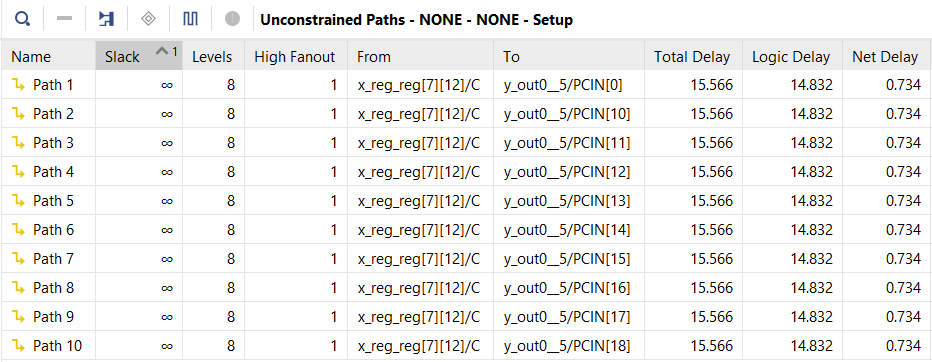 Unconstrained Paths - NONE - NONE - Setup
Name Slack 1 Levels High Fanout From To Total Delay Logic Delay Net Delay
Path 1 ∞ 8 1 x_reg_reg[7][12]/C y_out0__5/PCIN[0] 15.566 14.832 0.734
Path 2 ∞ 8 1 x_reg_reg[7][12]/C y_out0__5/PCIN[10] 15.566 14.832 0.734
Path 3 ∞ 8 1 x_reg_reg[7][12]/C y_out0__5/PCIN[11] 15.566 14.832 0.734
Path 4 ∞ 8 1 x_reg_reg[7][12]/C y_out0__5/PCIN[12] 15.566 14.832 0.734
Path 5 ∞ 8 1 x_reg_reg[7][12]/C y_out0__5/PCIN[13] 15.566 14.832 0.734
Path 6 ∞ 8 1 x_reg_reg[7][12]/C y_out0__5/PCIN[14] 15.566 14.832 0.734
Path 7 ∞ 8 1 x_reg_reg[7][12]/C y_out0__5/PCIN[15] 15.566 14.832 0.734
Path 8 ∞ 8 1 x_reg_reg[7][12]/C y_out0__5/PCIN[16] 15.566 14.832 0.734
Path 9 ∞ 8 1 x_reg_reg[7][12]/C y_out0__5/PCIN[17] 15.566 14.832 0.734
Path 10 ∞ 8 1 x_reg_reg[7][12]/C y_out0__5/PCIN[18] 15.566 14.832 0.734